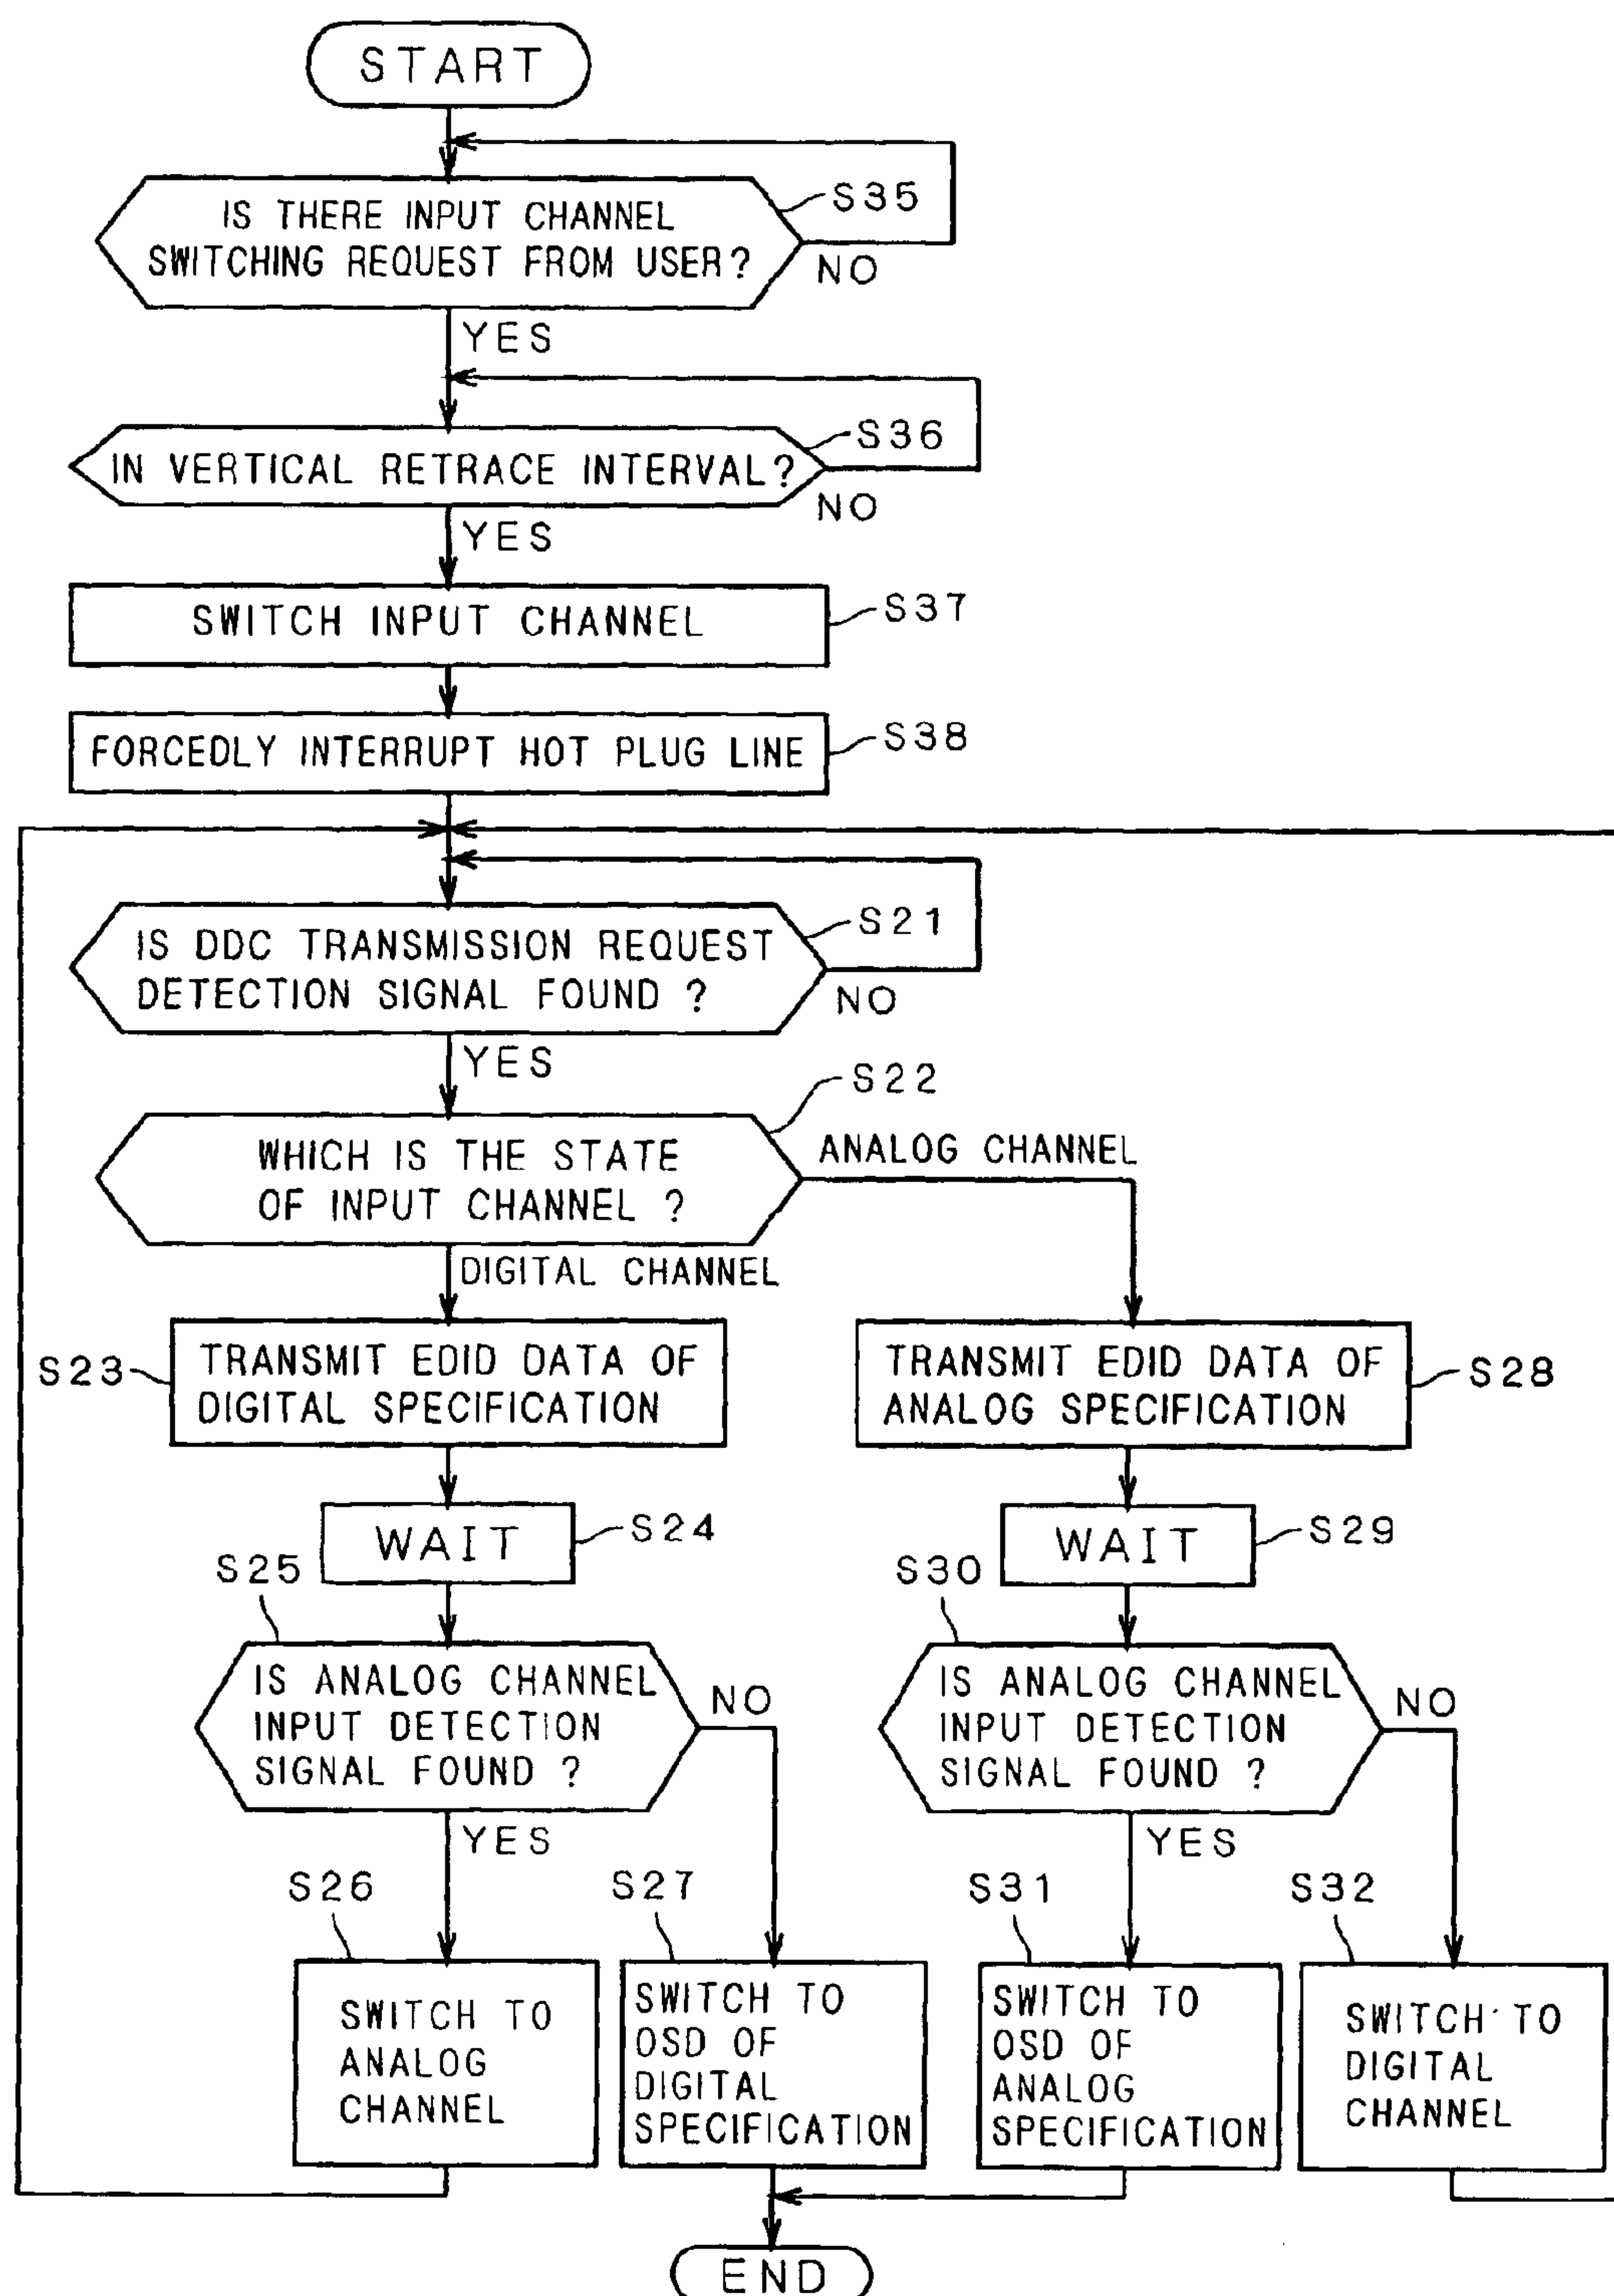 START
IS THERE INPUT CHANNEL
SWITCHING REQUEST FROM USER?
S35
NO
YES
IN VERTICAL RETRACE INTERVAL?
S36
NO
YES
SWITCH INPUT CHANNEL
S37
FORCEDLY INTERRUPT HOT PLUG LINE
S38
IS DDC TRANSMISSION REQUEST
DETECTION SIGNAL FOUND ?
S21
NO
YES
S22
WHICH IS THE STATE
OF INPUT CHANNEL ?
ANALOG CHANNEL
DIGITAL CHANNEL
S23
TRANSMIT EDID DATA OF
DIGITAL SPECIFICATION
TRANSMIT EDID DATA OF
ANALOG SPECIFICATION
S28
WAIT
S24
WAIT
S29
S25
IS ANALOG CHANNEL
INPUT DETECTION
SIGNAL FOUND ?
NO
YES
S30
IS ANALOG CHANNEL
INPUT DETECTION
SIGNAL FOUND ?
NO
YES
S26
SWITCH TO
ANALOG
CHANNEL
S27
SWITCH TO
OSD OF
DIGITAL
SPECIFICATION
S31
SWITCH TO
OSD OF
ANALOG
SPECIFICATION
S32
SWITCH TO
DIGITAL
CHANNEL
END